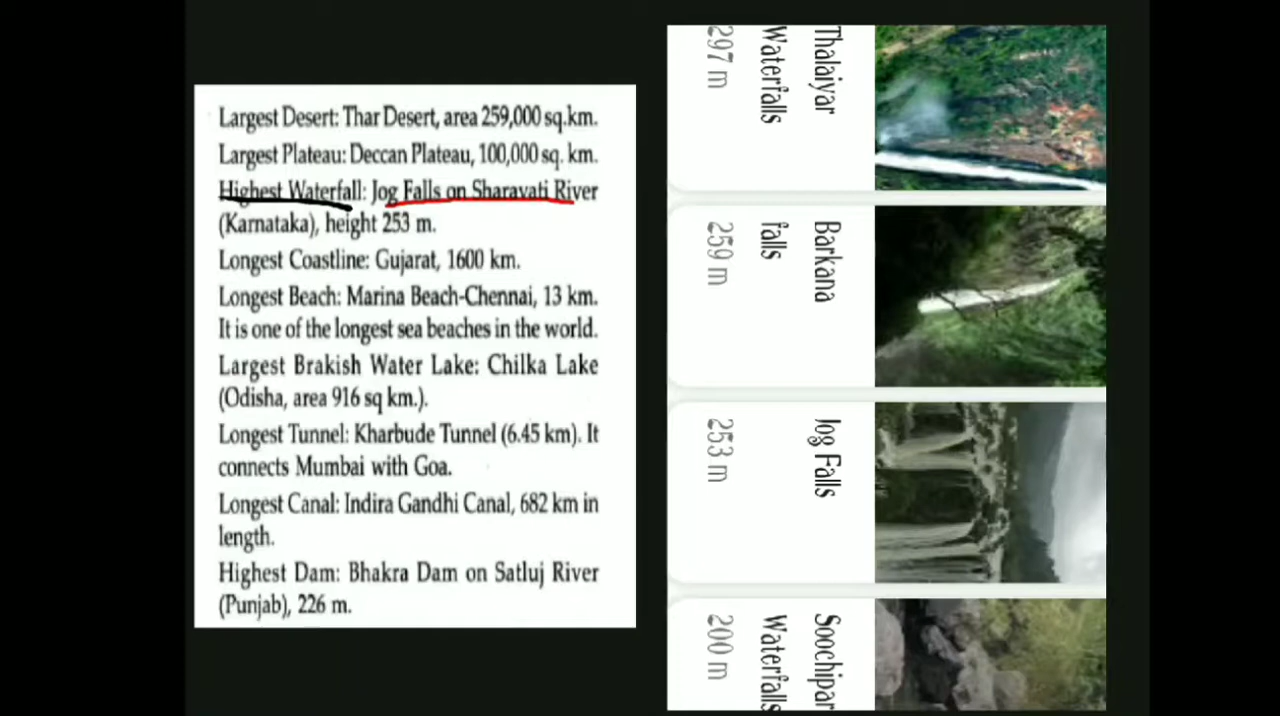 Largest Desert: Thar Desert, area 259,000 sq.km.
Largest Plateau: Deccan Plateau, 100,000 sq. km.
Highest Waterfall: Jog Falls on Sharavati River
(Karnataka), height 253 m.
Longest Coastline: Gujarat, 1600 km.
Longest Beach: Marina Beach-Chennai, 13 km.
It is one of the longest sea beaches in the world.
Largest Brakish Water Lake: Chilka Lake
(Odisha, area 916 sq km.).
Longest Tunnel: Kharbude Tunnel (6.45 km). It
connects Mumbai with Goa.
Longest Canal: Indira Gandhi Canal, 682 km in
length.
Highest Dam: Bhakra Dam on Satluj River
(Punjab), 226 m.
Thalaiyar
Waterfalls
297 m
Barkana
falls
259 m
Jog Falls
253 m
Soochipar
Waterfalls
200 m